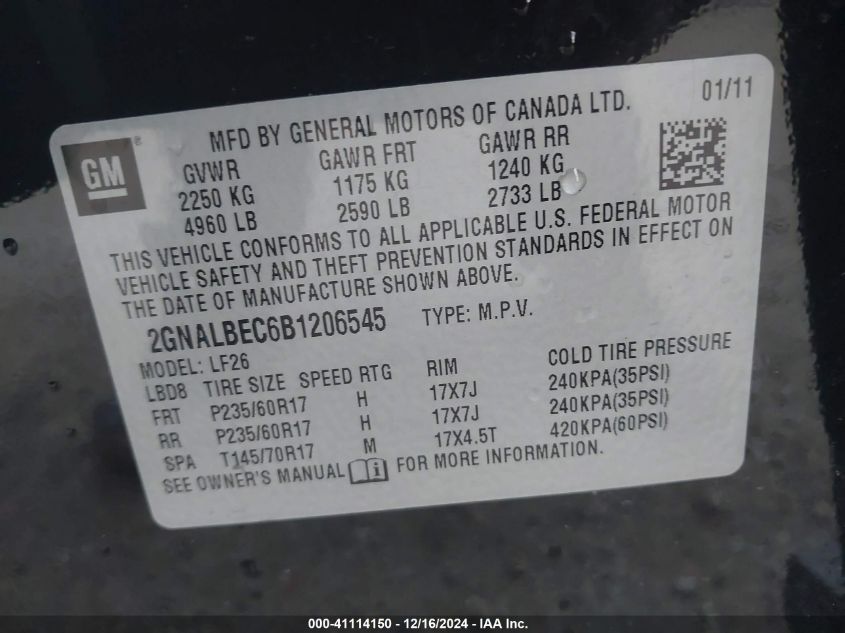 GM ®
MFD BY GENERAL MOTORS OF CANADA LTD. 01/11
GVWR GAWR FRT GAWR RR
2250 KG 1175 KG 1240 KG
4960 LB 2590 LB 2733 LB
THIS VEHICLE CONFORMS TO ALL APPLICABLE U.S. FEDERAL MOTOR
VEHICLE SAFETY AND THEFT PREVENTION STANDARDS IN EFFECT ON
THE DATE OF MANUFACTURE SHOWN ABOVE.
2GNALBEC6B1206545 TYPE: M.P.V.
MODEL: LF26
LBD8 TIRE SIZE SPEED RTG RIM COLD TIRE PRESSURE
FRT P235/60R17 H 17X7J 240KPA(35PSI)
RR P235/60R17 H 17X7J 240KPA(35PSI)
SPA T145/70R17 M 17X4.5T 420KPA(60PSI)
SEE OWNER'S MANUAL i FOR MORE INFORMATION.
000-41114150 - 12/16/2024 - IAA Inc.